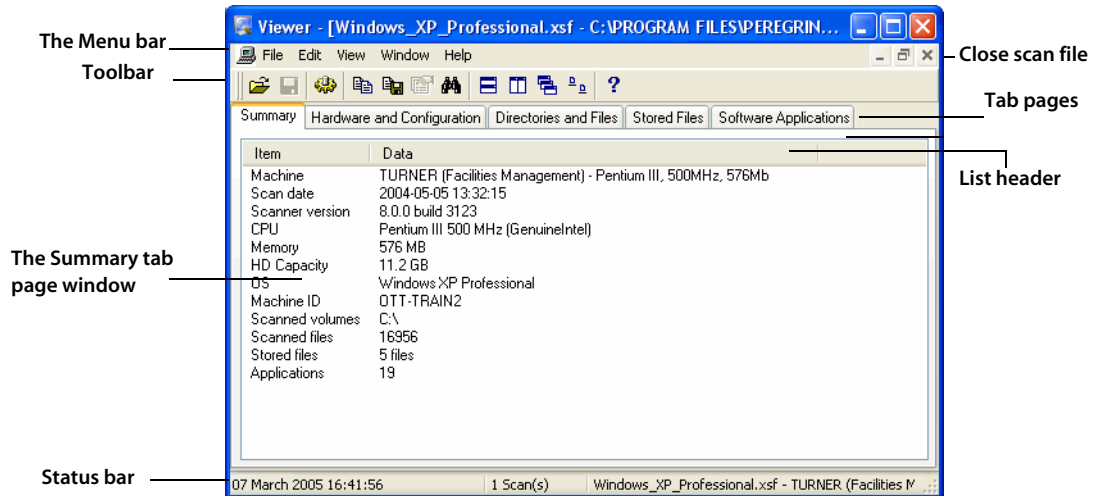 Viewer - [Windows_XP_Professional.xsf - C:\PROGRAM FILES\PEREGRIN...
The Menu bar
File Edit View Window Help
Close scan file
Toolbar
Tab pages
Summary Hardware and Configuration Directories and Files Stored Files Software Applications
List header
Item Data
Machine TURNER (Facilities Management) - Pentium III, 500MHz, 576Mb
Scan date 2004-05-05 13:32:15
Scanner version 8.0.0 build 3123
CPU Pentium III 500 MHz (GenuineIntel)
Memory 576 MB
HD Capacity 11.2 GB
OS Windows XP Professional
Machine ID OTT-TRAIN2
Scanned volumes C:\
Scanned files 16956
Stored files 5 files
Applications 19
The Summary tab
page window
Status bar
07 March 2005 16:41:56 1 Scan(s) Windows_XP_Professional.xsf - TURNER (Facilities M